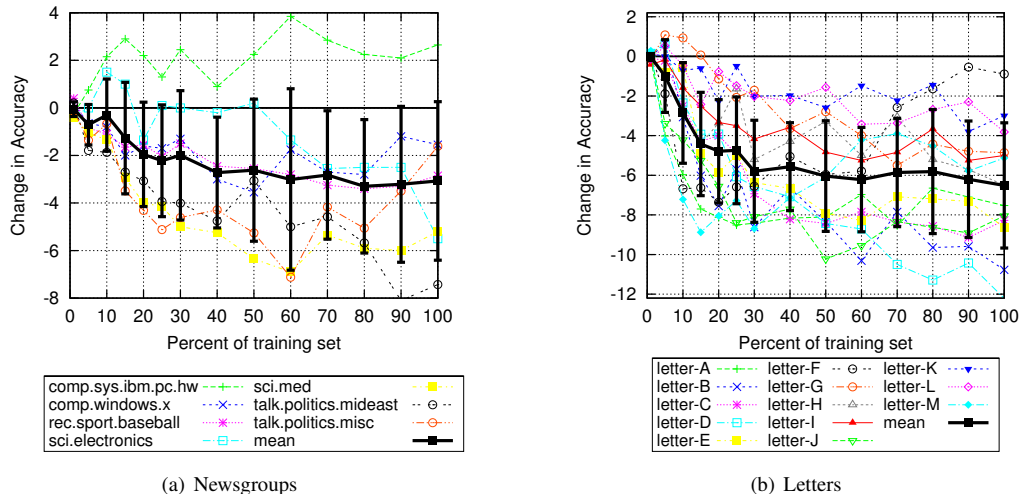 4
2
0
-2
-4
-6
-8
0 10 20 30 40 50 60 70 80 90 100
Change in Accuracy
Percent of training set
comp.sys.ibm.pc.hw
comp.windows.x
rec.sport.baseball
sci.electronics
sci.med
talk.politics.mideast
talk.politics.misc
mean
(a) Newsgroups
2
0
-2
-4
-6
-8
-10
-12
0 10 20 30 40 50 60 70 80 90 100
Change in Accuracy
Percent of training set
letter-A
letter-B
letter-C
letter-D
letter-E
letter-F
letter-G
letter-H
letter-I
letter-J
letter-K
letter-L
letter-M
mean
(b) Letters